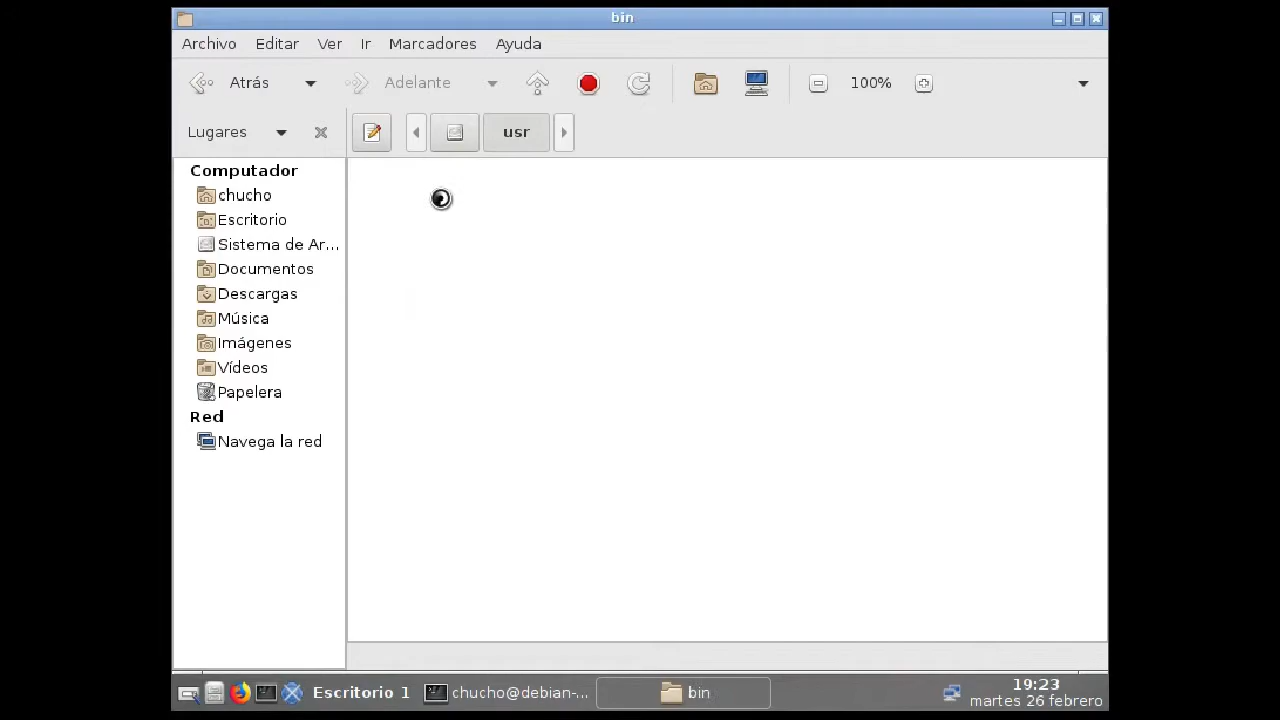 bin
Archivo Editar Ver Ir Marcadores Ayuda
Atrás Adelante 100%
Lugares usr
Computador
chucho
Escritorio
Sistema de Ar...
Documentos
Descargas
Música
Imágenes
Vídeos
Papelera
Red
Navega la red
Escritorio 1 chucho@debian-... bin 19:23
martes 26 febrero